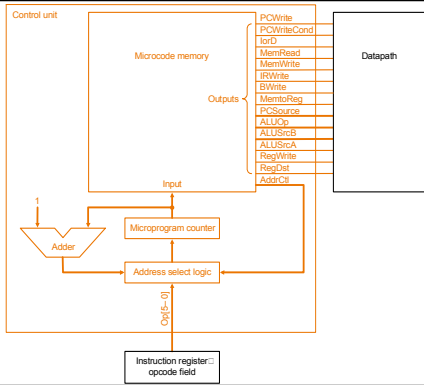 Control unit
PCWrite
PCWriteCond
IorD
MemRead
MemWrite
IRWrite
BWrite
MemtoReg
PCSource
ALUOp
ALUSrcB
ALUSrcA
RegWrite
RegDst
AddrCtl
Microcode memory
Datapath
Outputs
Input
1
Microprogram counter
Adder
Address select logic
Op[5–0]
Instruction register□
opcode field